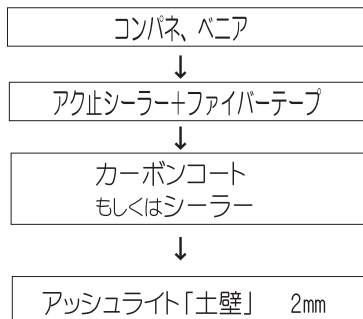 コンパネ、ベニア
↓
アク止シーラー+ファイバーテープ
↓
カーボンコート
もしくはシーラー
↓
アッシュライト「土壁」 2mm